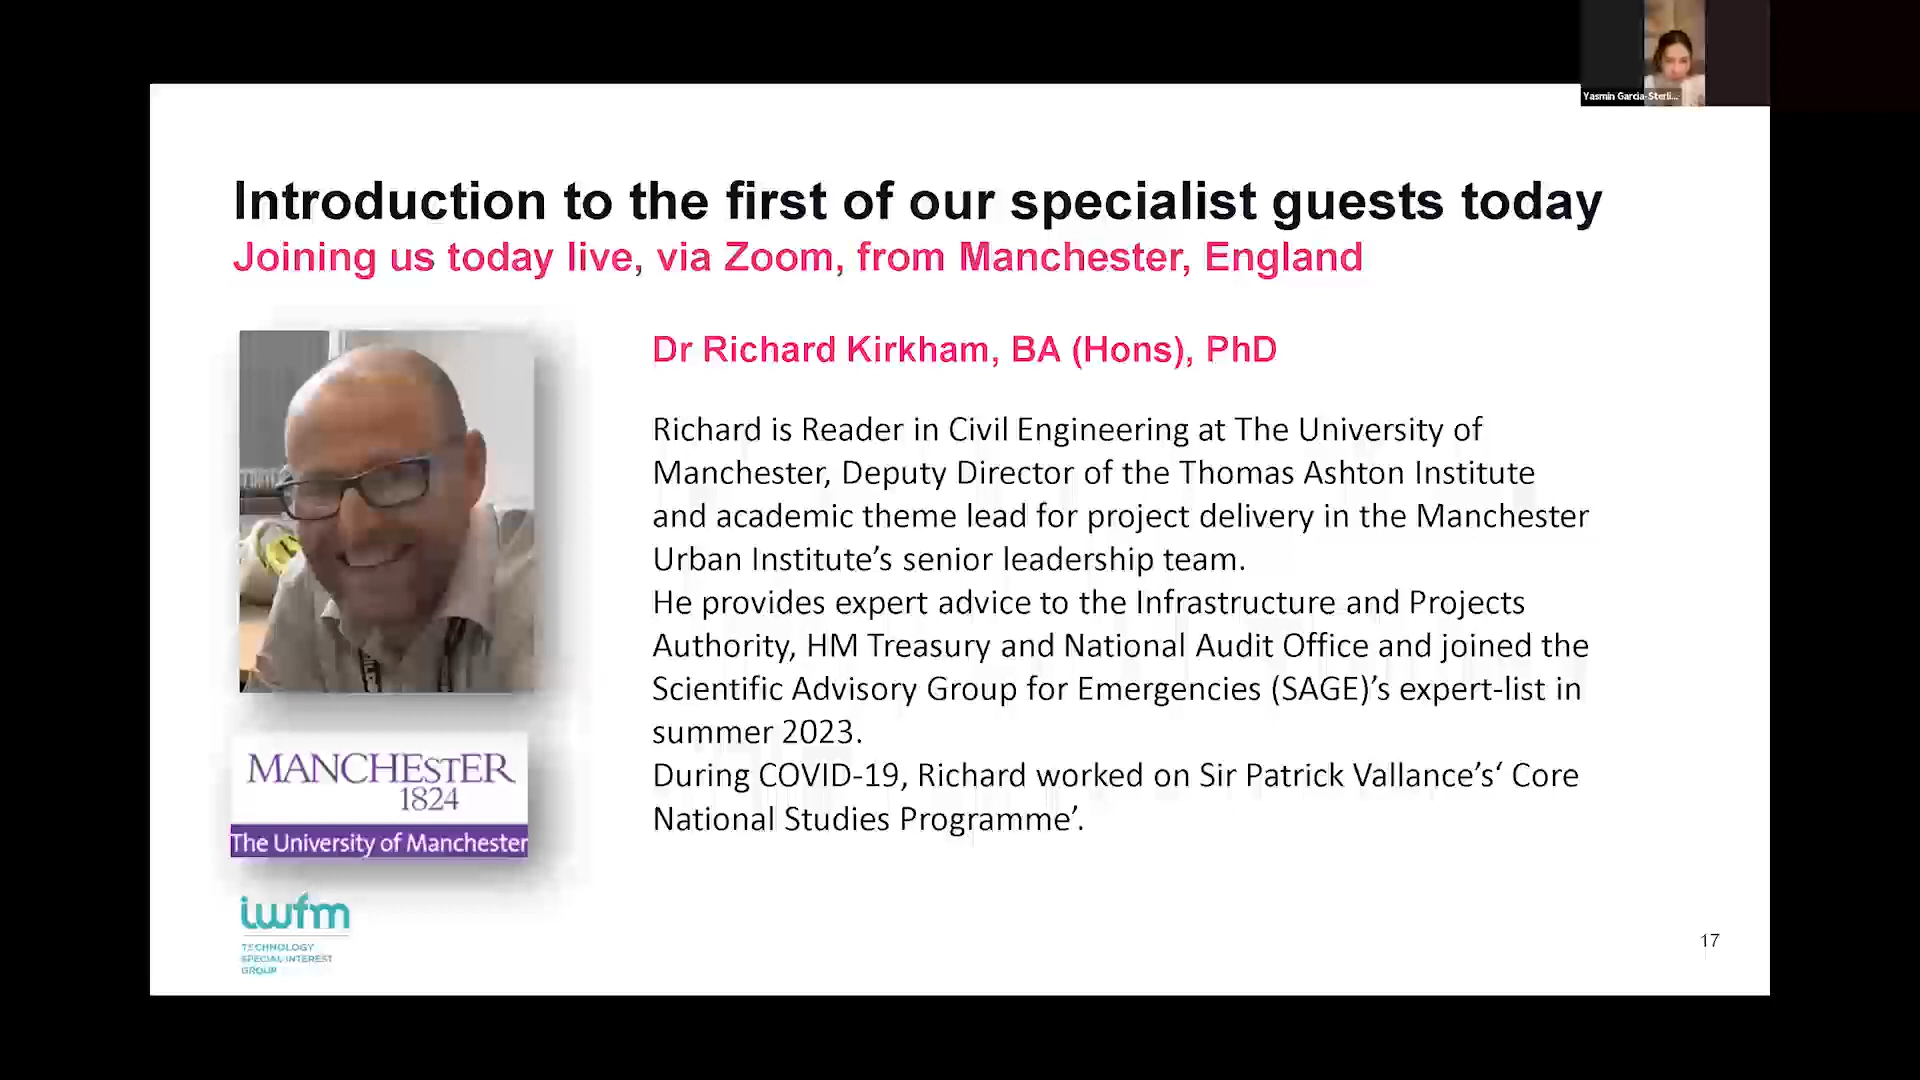 Yasmin Garcia-Sterli...
Introduction to the first of our specialist guests today
Joining us today live, via Zoom, from Manchester, England
Dr Richard Kirkham, BA (Hons), PhD
Richard is Reader in Civil Engineering at The University of
Manchester, Deputy Director of the Thomas Ashton Institute
and academic theme lead for project delivery in the Manchester
Urban Institute’s senior leadership team.
He provides expert advice to the Infrastructure and Projects
Authority, HM Treasury and National Audit Office and joined the
Scientific Advisory Group for Emergencies (SAGE)’s expert-list in
summer 2023.
During COVID-19, Richard worked on Sir Patrick Vallance’s‘ Core
National Studies Programme’.
MANCHESTER
1824
The University of Manchester
iwfm
TECHNOLOGY
SPECIAL INTEREST
GROUP
17